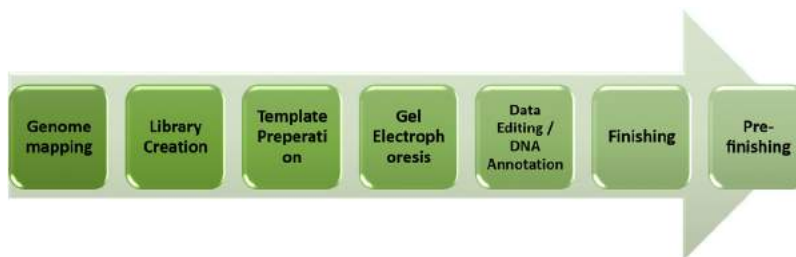 Genome
mapping
Library
Creation
Template
Preperati
on
Gel
Electroph
oresis
Data
Editing /
DNA
Annotation
Finishing
Pre-
finishing